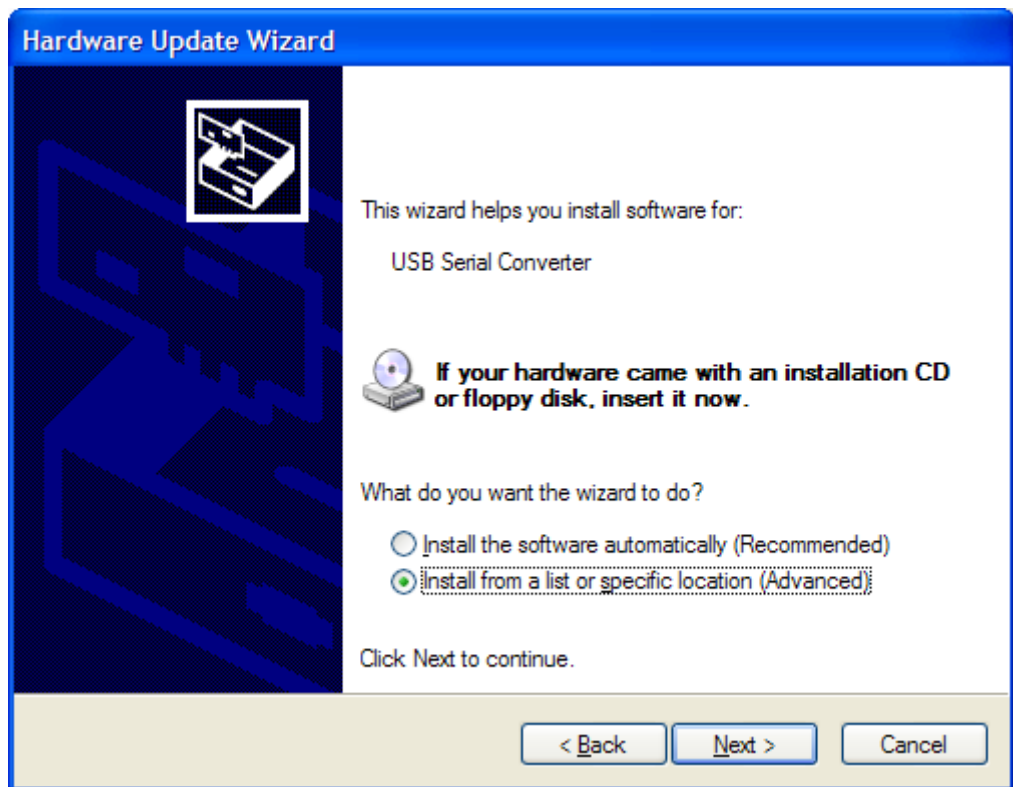 Hardware Update Wizard
This wizard helps you install software for:
USB Serial Converter
If your hardware came with an installation CD
or floppy disk, insert it now.
What do you want the wizard to do?
Install the software automatically (Recommended)
Install from a list or specific location (Advanced)
Click Next to continue.
< Back
Next >
Cancel